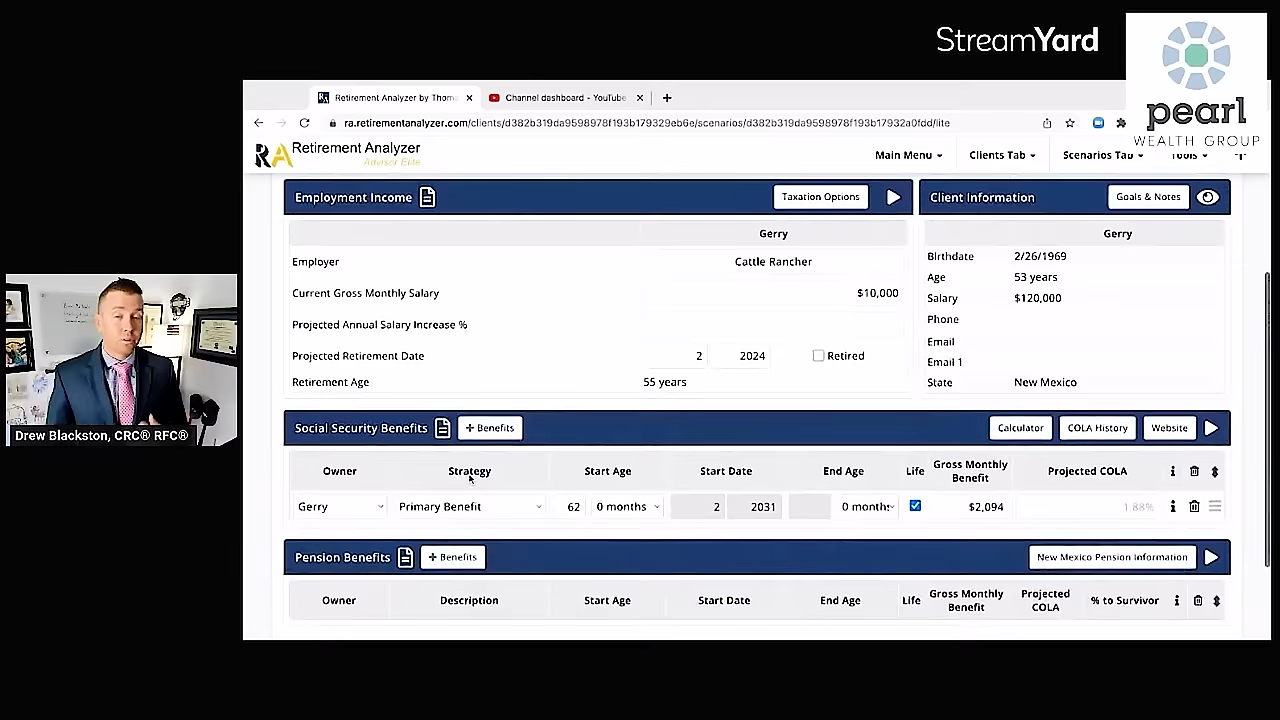 StreamYard
pearl
WEALTH GROUP
Retirement Analyzer by Thom
Channel dashboard - YouTube
ra.retirementanalyzer.com/clients/d382b319da9598978f193b179329eb6e/scenarios/d382b319da9598978f193b17932a0fdd/lite
RA Retirement Analyzer
Advisor Elite
Main Menu
Clients Tab
Scenarios Tab
Tools
Employment Income
Taxation Options
Gerry
Employer Cattle Rancher
Current Gross Monthly Salary $10,000
Projected Annual Salary Increase %
Projected Retirement Date 2 2024 Retired
Retirement Age 55 years
Client Information Goals & Notes
Gerry
Birthdate 2/26/1969
Age 53 years
Salary $120,000
Phone
Email
Email 1
State New Mexico
Social Security Benefits + Benefits Calculator COLA History Website
Owner Strategy Start Age Start Date End Age Life Gross Monthly Benefit Projected COLA
Gerry Primary Benefit 62 0 months 2 2031 0 months $2,094 1.88%
Pension Benefits + Benefits New Mexico Pension Information
Owner Description Start Age Start Date End Age Life Gross Monthly Benefit Projected COLA % to Survivor
Drew Blackston, CRC® RFC®